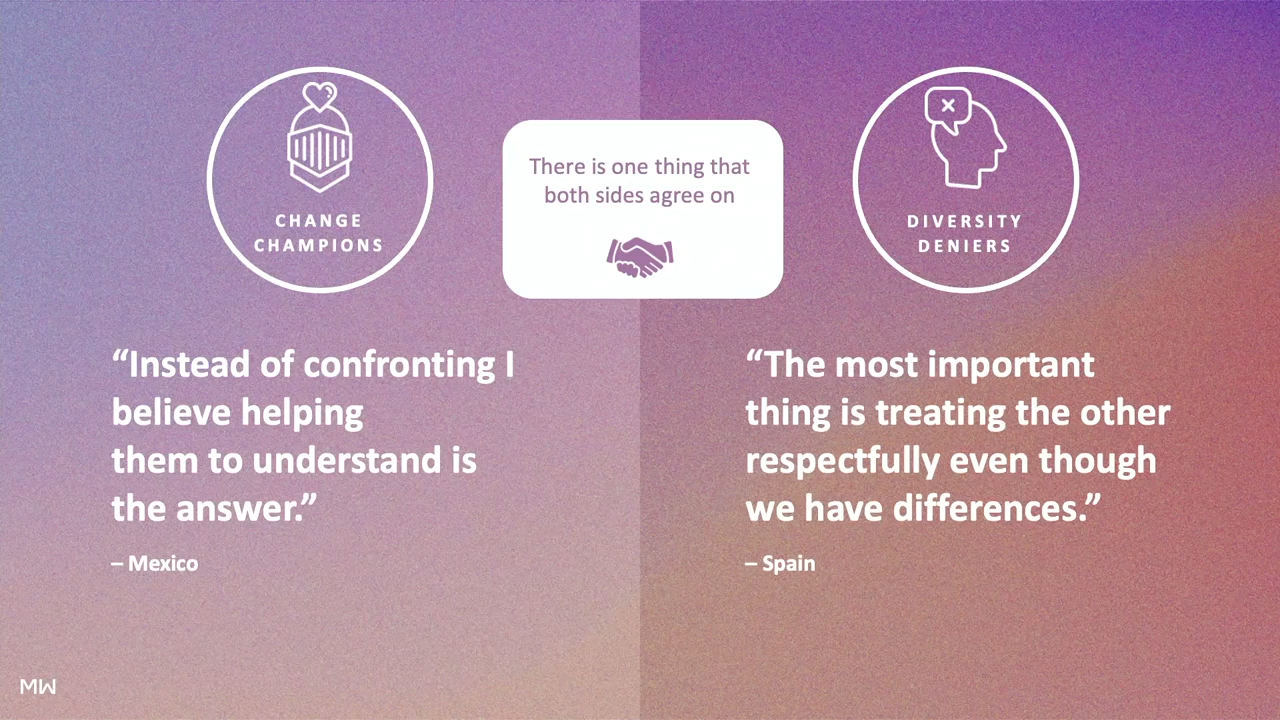 CHANGE
CHAMPIONS
There is one thing that
both sides agree on
DIVERSITY
DENIERS
“Instead of confronting I
believe helping
them to understand is
the answer.”
– Mexico
“The most important
thing is treating the other
respectfully even though
we have differences.”
– Spain
MW